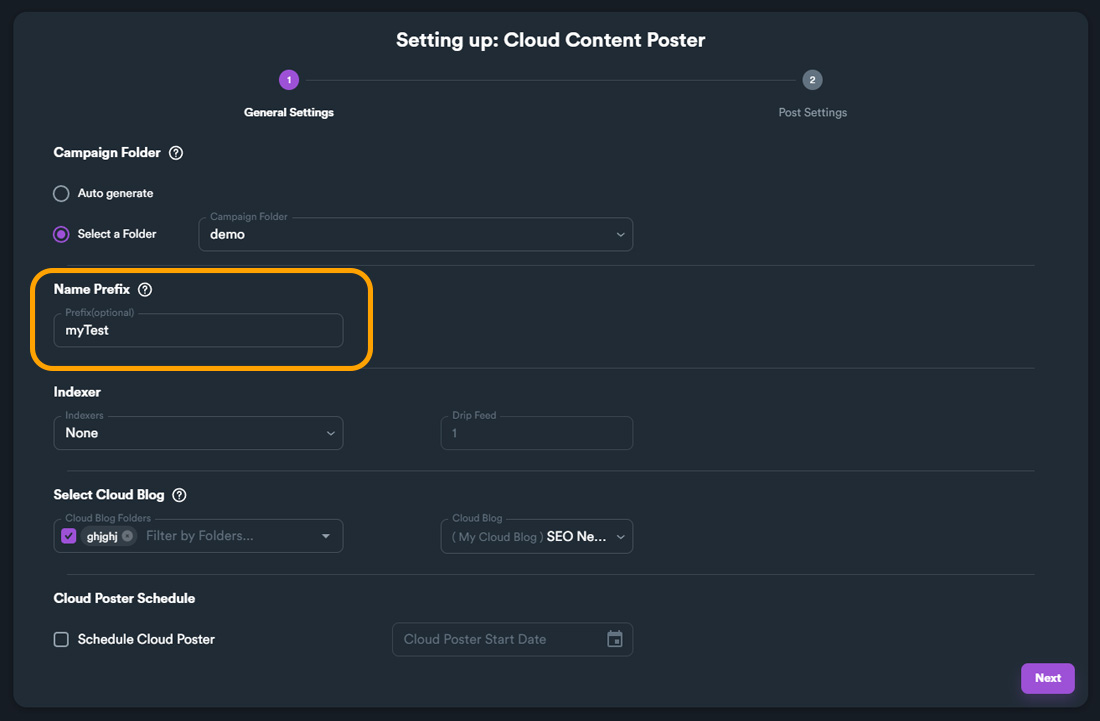 Setting up: Cloud Content Poster
1
2
General Settings
Post Settings
Campaign Folder ?
Auto generate
Campaign Folder
Select a Folder demo
Name Prefix ?
Prefix(optional)
myTest
Indexer
Indexers Drip Feed
None 1
Select Cloud Blog ?
Cloud Blog Folders Cloud Blog
ghjghj Filter by Folders... ( My Cloud Blog ) SEO Ne...
Cloud Poster Schedule
Schedule Cloud Poster Cloud Poster Start Date
Next